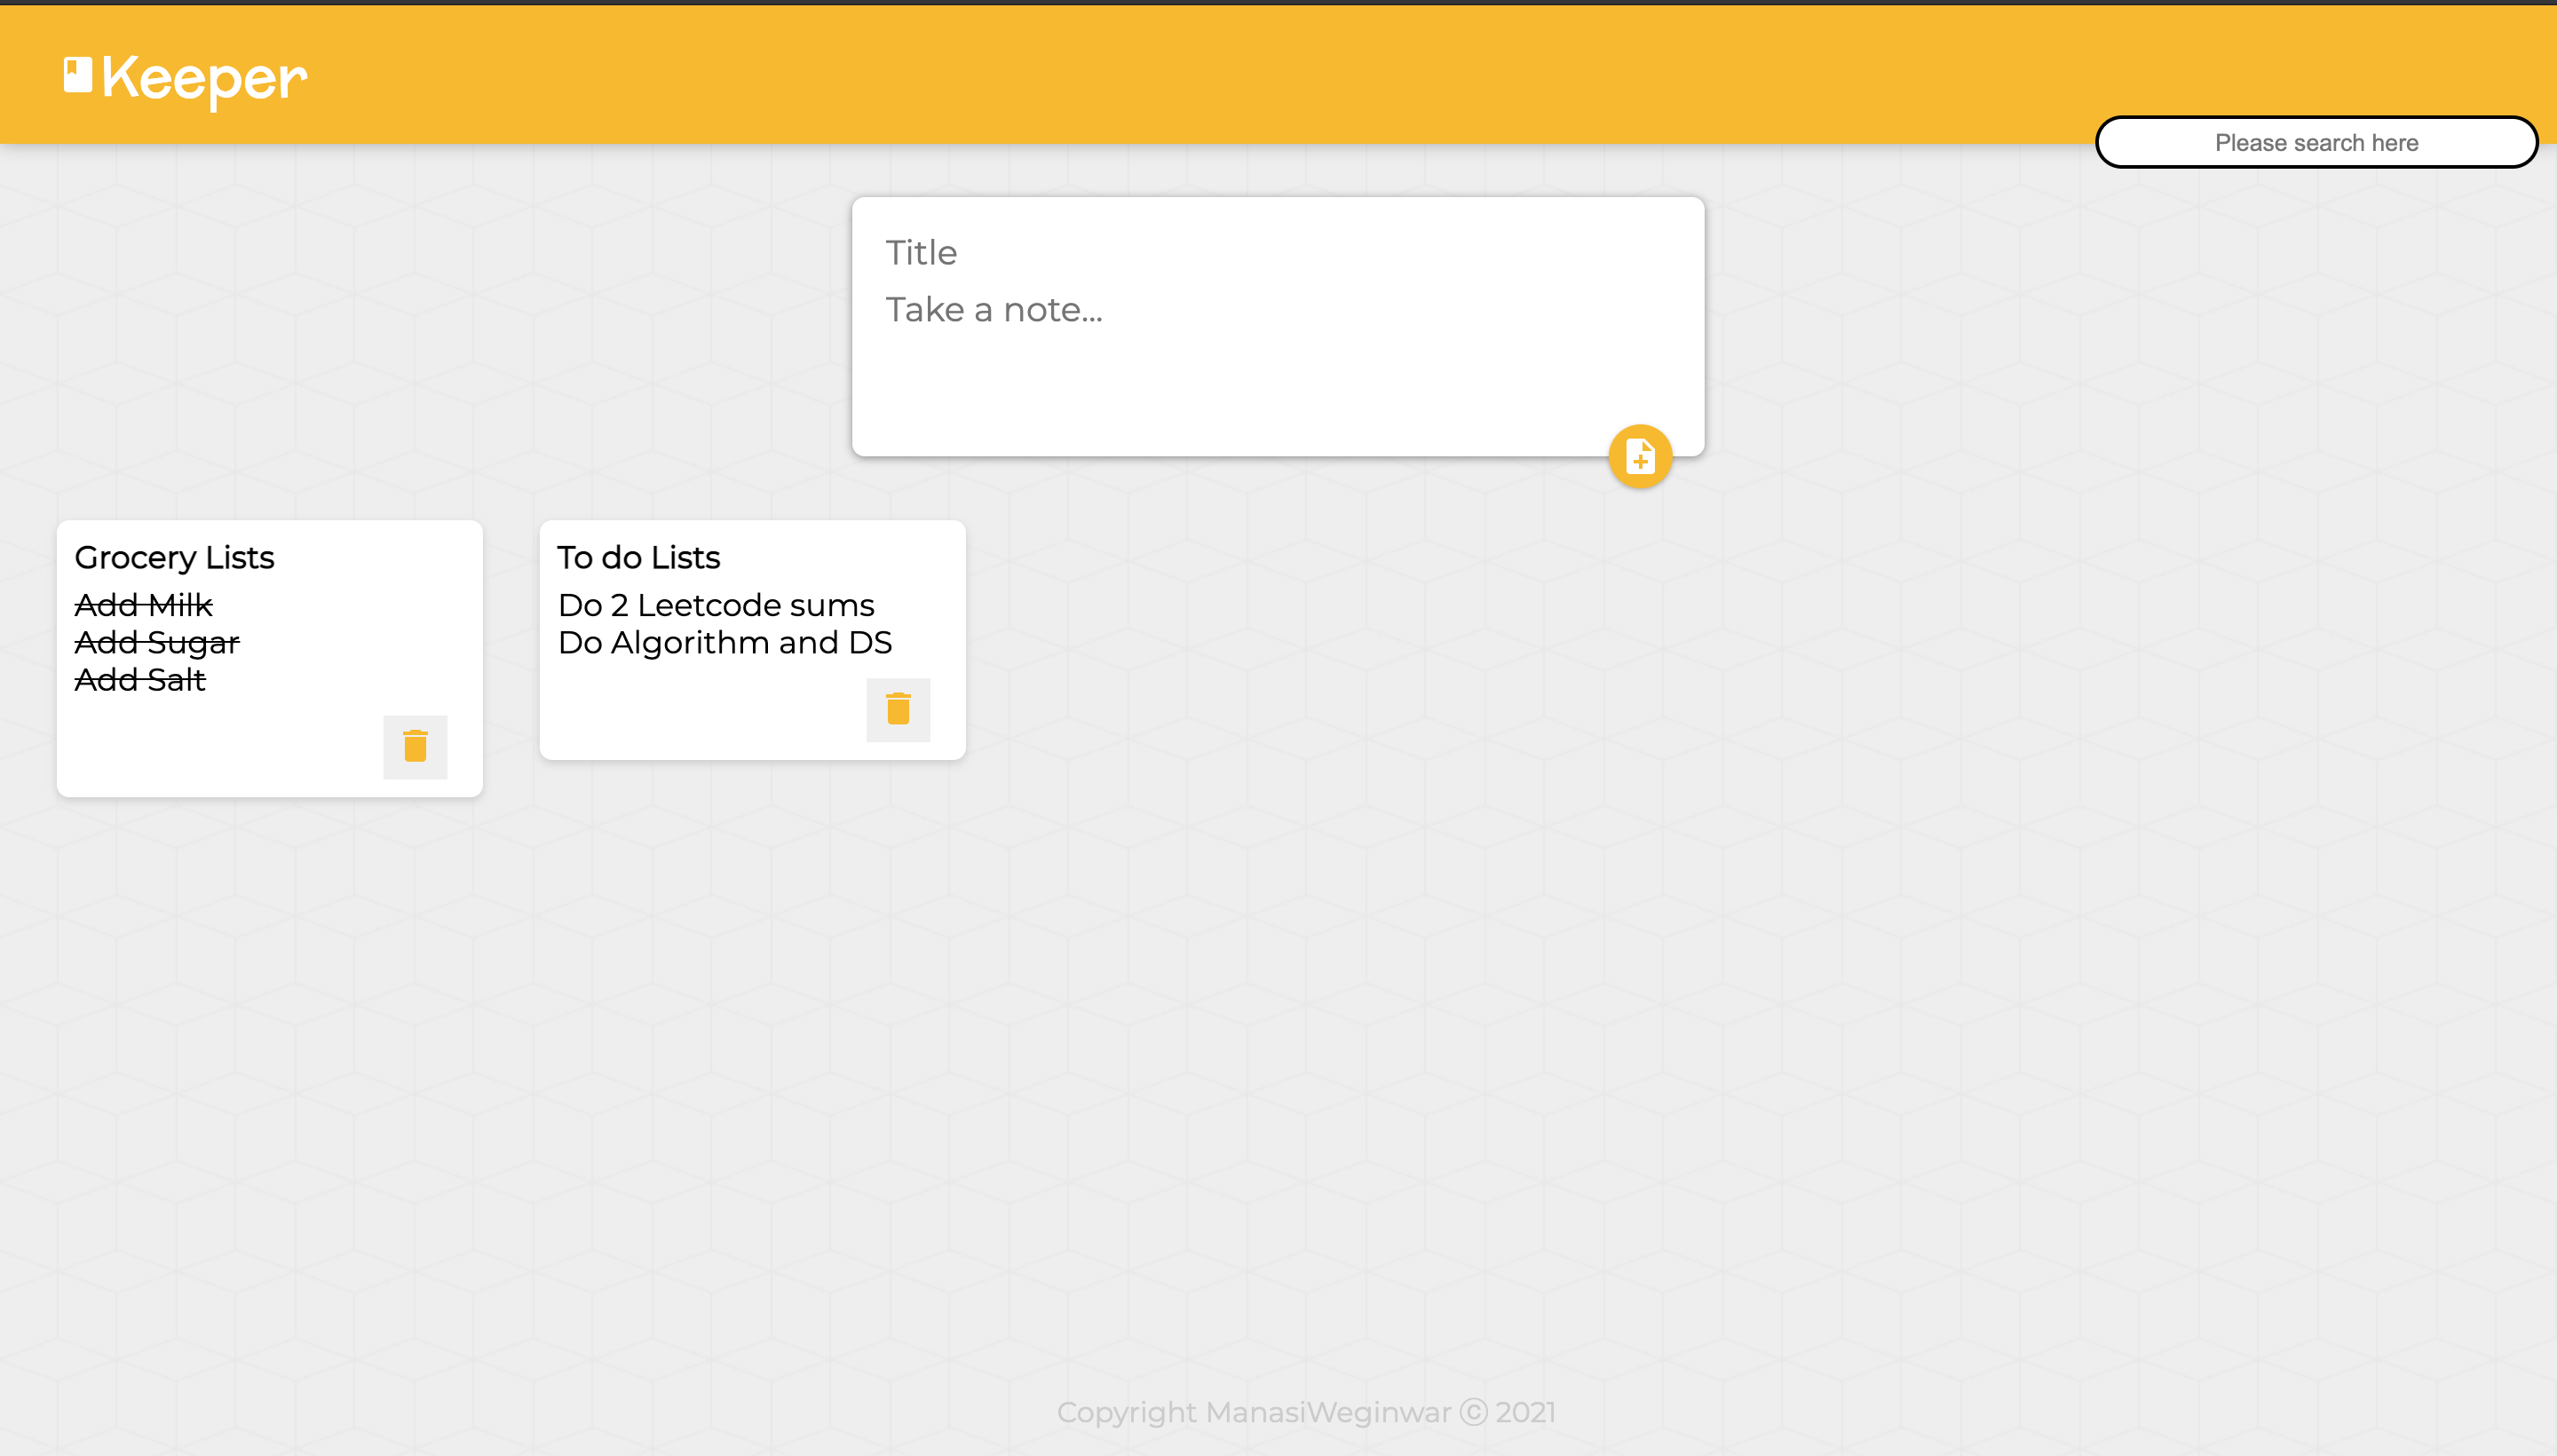 Keeper
Please search here
Title
Take a note...
Grocery Lists
Add Milk
Add Sugar
Add Salt
To do Lists
Do 2 Leetcode sums
Do Algorithm and DS
Copyright ManasiWeginwar ⓒ 2021